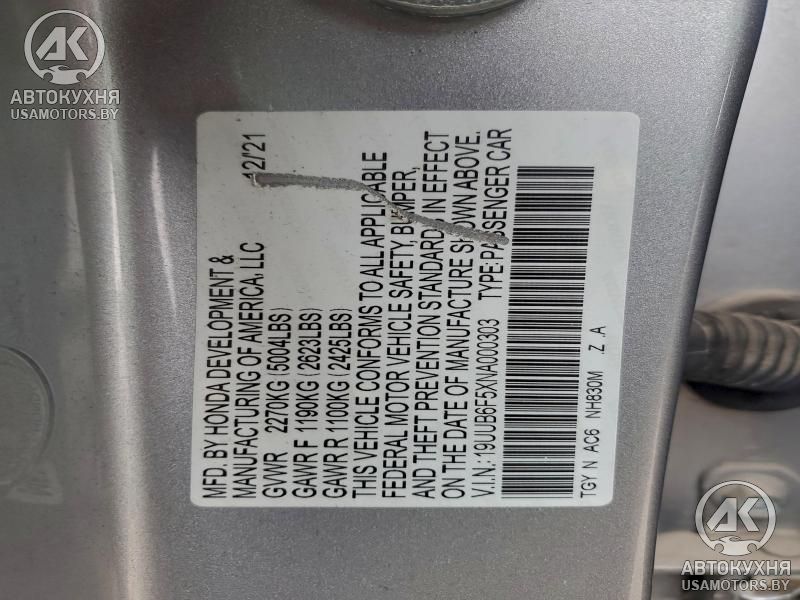 AK
АВТОКУХНЯ
USAMOTORS.BY
MFD. BY HONDA DEVELOPMENT &
MANUFACTURING OF AMERICA, LLC 12/21
GVWR 2270KG (5004LBS)
GAWR F 1190KG (2623LBS)
GAWR R 1100KG (2425LBS)
THIS VEHICLE CONFORMS TO ALL APPLICABLE
FEDERAL MOTOR VEHICLE SAFETY, BUMPER,
AND THEFT PREVENTION STANDARDS IN EFFECT
ON THE DATE OF MANUFACTURE SHOWN ABOVE.
V.I.N.: 19UUB6F5XNA000303 TYPE: PASSENGER CAR
TGY N AC6 NH830M Z .A
AK
АВТОКУХНЯ
USAMOTORS.BY